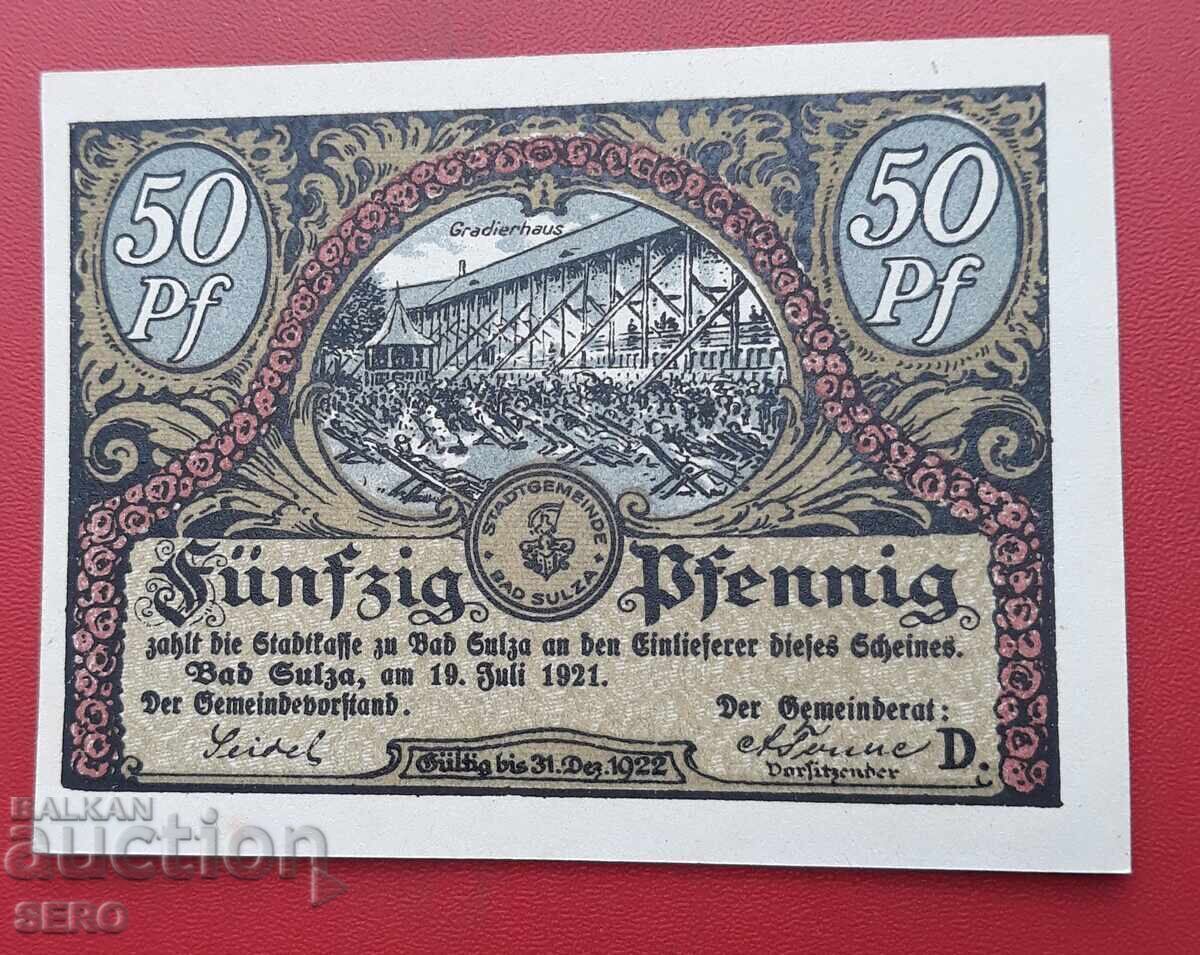 50 Pf
50 Pf
Gradierhaus
* STADTGEMEINDE * BAD SULZA
Fünfzig Pfennig
zahlt die Stadtkasse zu Bad Sulza an den Einlieferer dieses Scheines.
Bad Sulza, am 19. Juli 1921.
Der Gemeindevorstand. Der Gemeinderat:
Seidel
Gültig bis 31. Dez. 1922
Vorsitzender
D.
BALKAN
auction
SERO